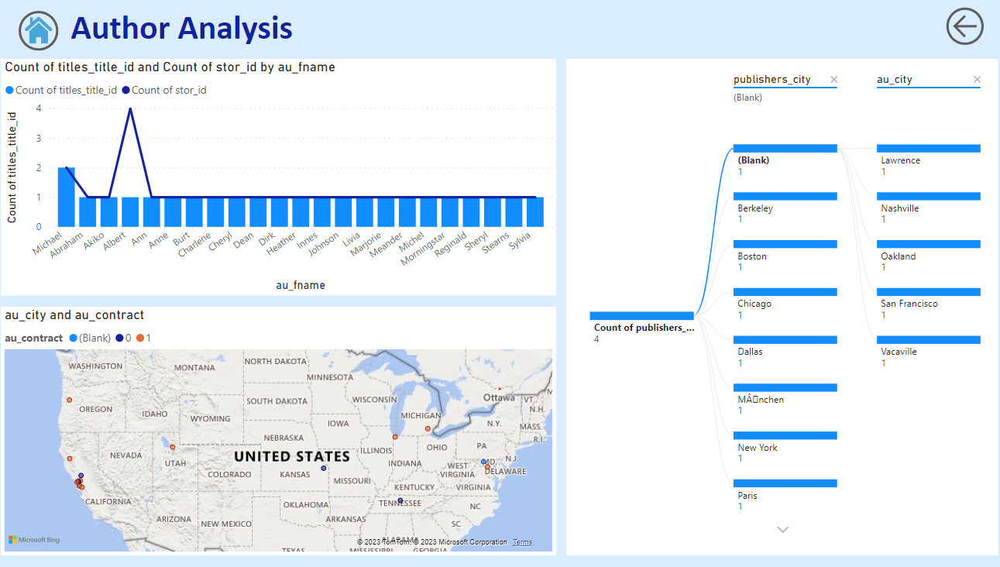 Author Analysis
Count of titles_title_id and Count of stor_id by au_fname
Count of titles_title_id Count of stor_id
Count of titles_title_id
4
3
2
1
0
Michael
Abraham
Akiko
Albert
Ann
Anne
Burt
Charlene
Cheryl
Dean
Dirk
Heather
Innes
Johnson
Livia
Marjorie
Meander
Michel
Morningstar
Reginald
Sheryl
Stearns
Sylvia
au_fname
au_city and au_contract
au_contract (Blank) 0 1
WASHINGTON
MONTANA
NORTH DAKOTA
MINNESOTA
OREGON
IDAHO
WYOMING
SOUTH DAKOTA
WISCONSIN
MICHIGAN
Ottawa
VT.
N.H.
N.Y.
MASS.
R.I.
IOWA
NEBRASKA
NEVADA
UTAH
COLORADO
UNITED STATES
KANSAS
ILLINOIS
INDIANA
OHIO
PA
N.J.
MD.
DELAWARE
WEST
VIRGINIA
MISSOURI
KENTUCKY
VIRGINIA
CALIFORNIA
ARIZONA
NEW MEXICO
OKLAHOMA
ARKANSAS
TENNESSEE
NC
SC
TEXAS
MISSISSIPPI
ALABAMA
GEORGIA
Microsoft Bing
© 2023 TomTom, © 2023 Microsoft Corporation Terms
publishers_city
(Blank)
au_city
Count of publishers_...
4
(Blank)
1
Berkeley
1
Boston
1
Chicago
1
Dallas
1
MÂ□nchen
1
New York
1
Paris
1
Lawrence
1
Nashville
1
Oakland
1
San Francisco
1
Vacaville
1